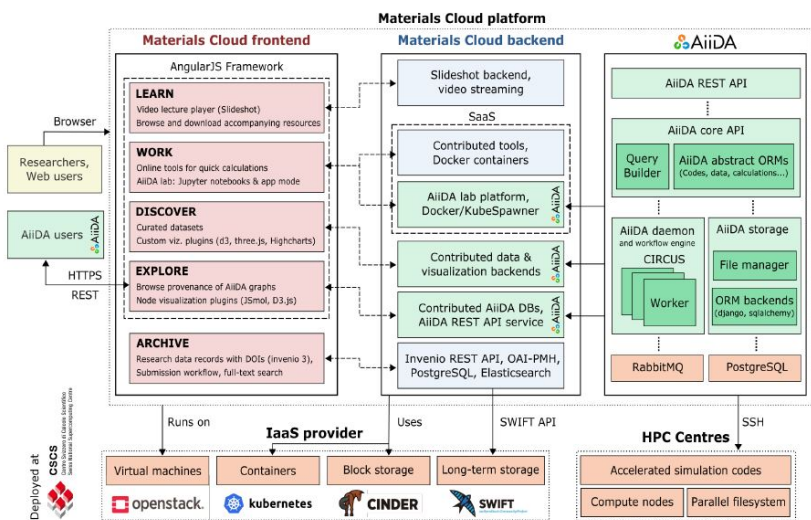 Materials Cloud platform
Materials Cloud frontend
AngularJS Framework
LEARN
Video lecture player (Slideshot)
Browse and download accompanying resources
WORK
Online tools for quick calculations
AiiDA lab: Jupyter notebooks & app mode
DISCOVER
Curated datasets
Custom viz. plugins (d3, three.js, Highcharts)
EXPLORE
Browse provenance of AiiDA graphs
Node visualization plugins (JSmol, D3.js)
ARCHIVE
Research data records with DOIs (invenio 3),
Submission workflow, full-text search
Browser
Researchers,
Web users
AiiDA users
AiiDA
HTTPS
REST
Materials Cloud backend
Slideshot backend,
video streaming
SaaS
Contributed tools,
Docker containers
AiiDA lab platform,
Docker/KubeSpawner
AiiDA
Contributed data &
visualization backends
AiiDA
Contributed AiiDA DBs,
AiiDA REST API service
AiiDA
Invenio REST API, OAI-PMH,
PostgreSQL, Elasticsearch
AiiDA
AiiDA REST API
AiiDA core API
Query
Builder
AiiDA abstract ORMs
(Codes, data, calculations...)
AiiDA daemon
and workflow engine
CIRCUS
Worker
AiiDA storage
File manager
ORM backends
(django, sqlalchemy)
RabbitMQ
PostgreSQL
Runs on
Uses
SWIFT API
SSH
IaaS provider
Virtual machines
openstack.
Containers
kubernetes
Block storage
CINDER
Long-term storage
SWIFT
HPC Centres
Accelerated simulation codes
Compute nodes
Parallel filesystem
Deployed at
CSCS
Centro Svizzero di Calcolo Scientifico
Swiss National Supercomputing Centre